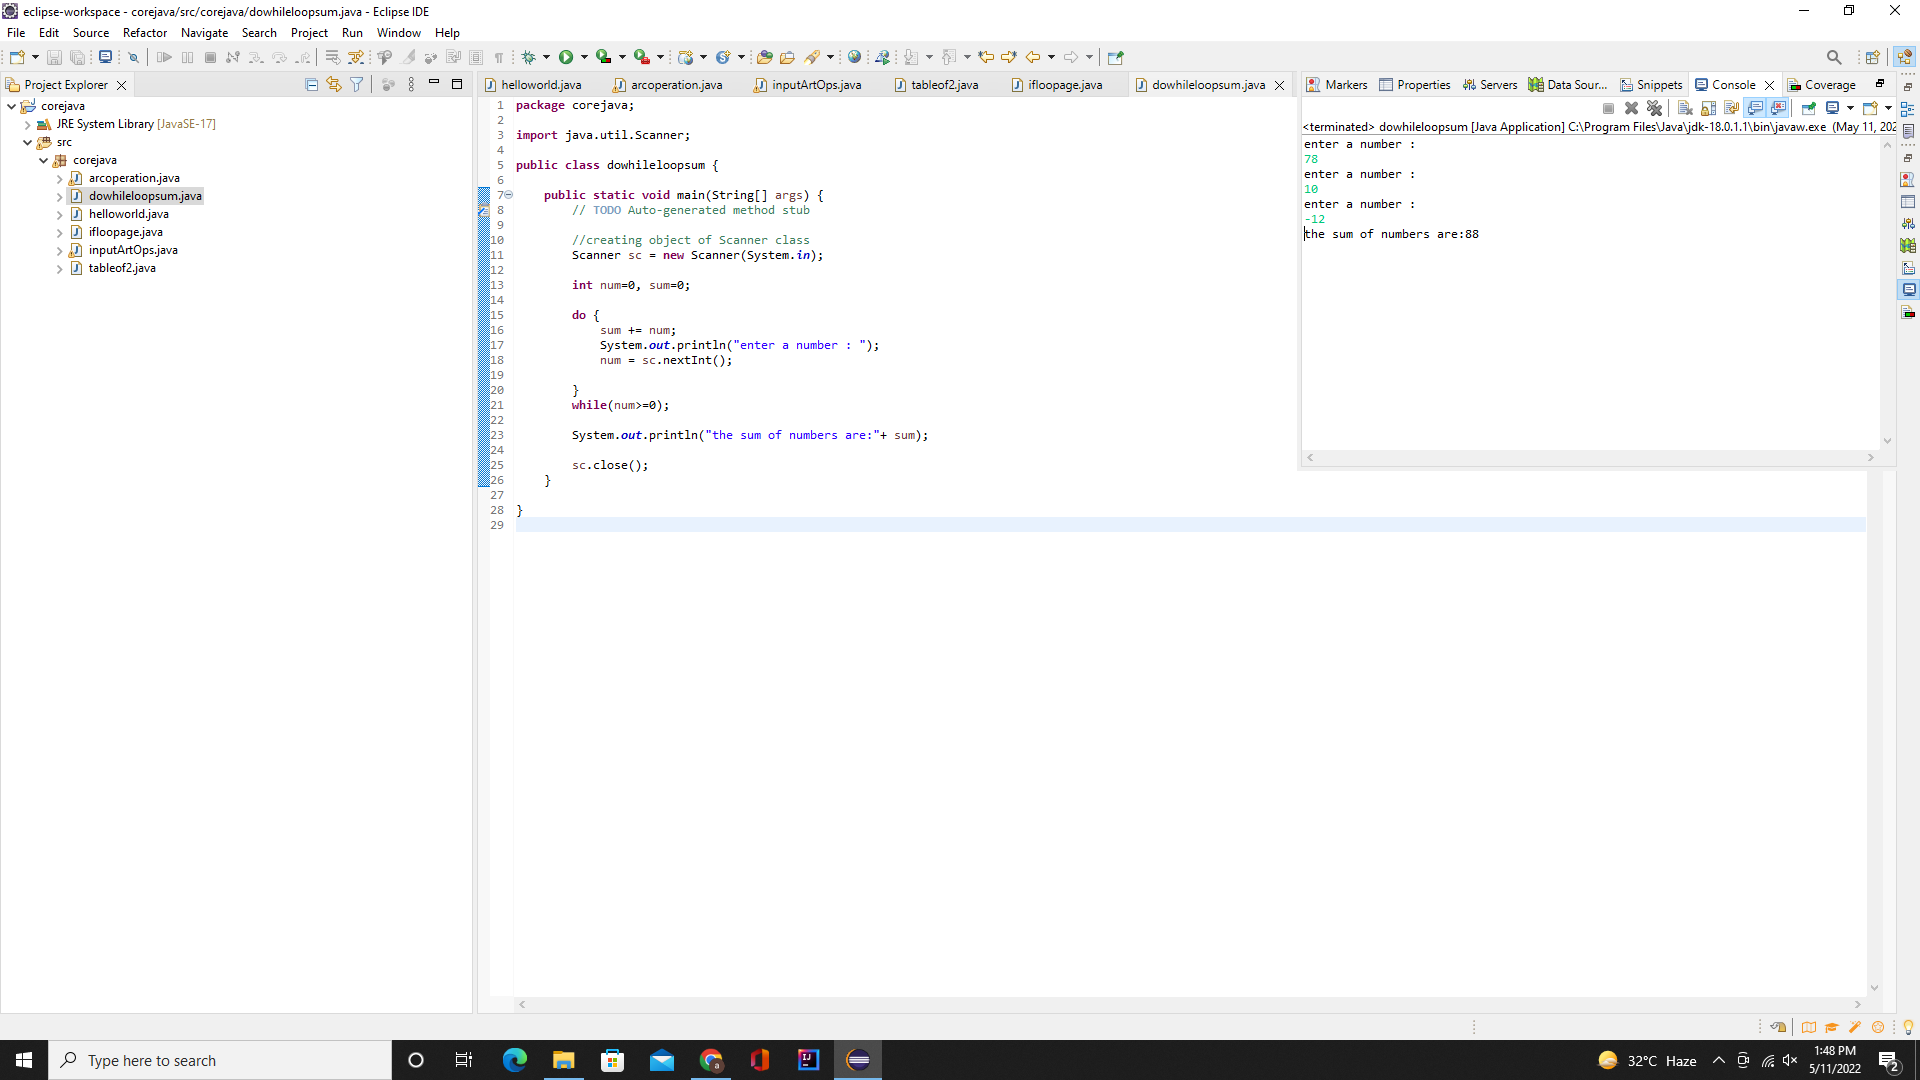 eclipse-workspace - corejava/src/corejava/dowhileloopsum.java - Eclipse IDE
File Edit Source Refactor Navigate Search Project Run Window Help
Project Explorer
corejava
JRE System Library [JavaSE-17]
src
corejava
arcoperation.java
dowhileloopsum.java
helloworld.java
ifloopage.java
inputArtOps.java
tableof2.java
helloworld.java arcoperation.java inputArtOps.java tableof2.java ifloopage.java dowhileloopsum.java
1 package corejava;
2
3 import java.util.Scanner;
4
5 public class dowhileloopsum {
6
7 public static void main(String[] args) {
8 // TODO Auto-generated method stub
9
10 //creating object of Scanner class
11 Scanner sc = new Scanner(System.in);
12
13 int num=0, sum=0;
14
15 do {
16 sum += num;
17 System.out.println("enter a number : ");
18 num = sc.nextInt();
19
20 }
21 while(num>=0);
22
23 System.out.println("the sum of numbers are:"+ sum);
24
25 sc.close();
26 }
27
28 }
29
Markers Properties Servers Data Sour... Snippets Console Coverage
<terminated> dowhileloopsum [Java Application] C:\Program Files\Java\jdk-18.0.1.1\bin\javaw.exe (May 11, 202
enter a number :
78
enter a number :
10
enter a number :
-12
the sum of numbers are:88
Type here to search
32°C Haze
1:48 PM
5/11/2022
2